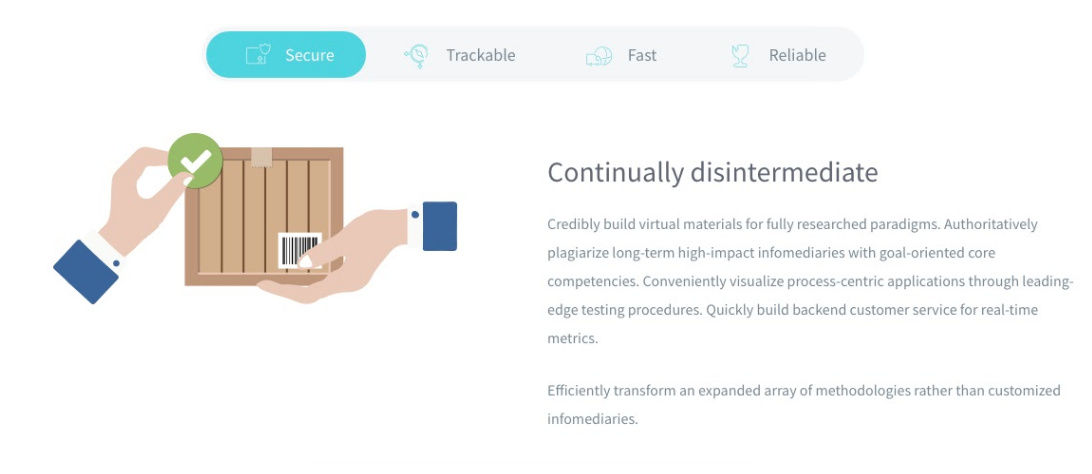 Secure
Trackable
Fast
Reliable
Continually disintermediate
Credibly build virtual materials for fully researched paradigms. Authoritatively
plagiarize long-term high-impact infomediaries with goal-oriented core
competencies. Conveniently visualize process-centric applications through leading-
edge testing procedures. Quickly build backend customer service for real-time
metrics.
Efficiently transform an expanded array of methodologies rather than customized
infomediaries.